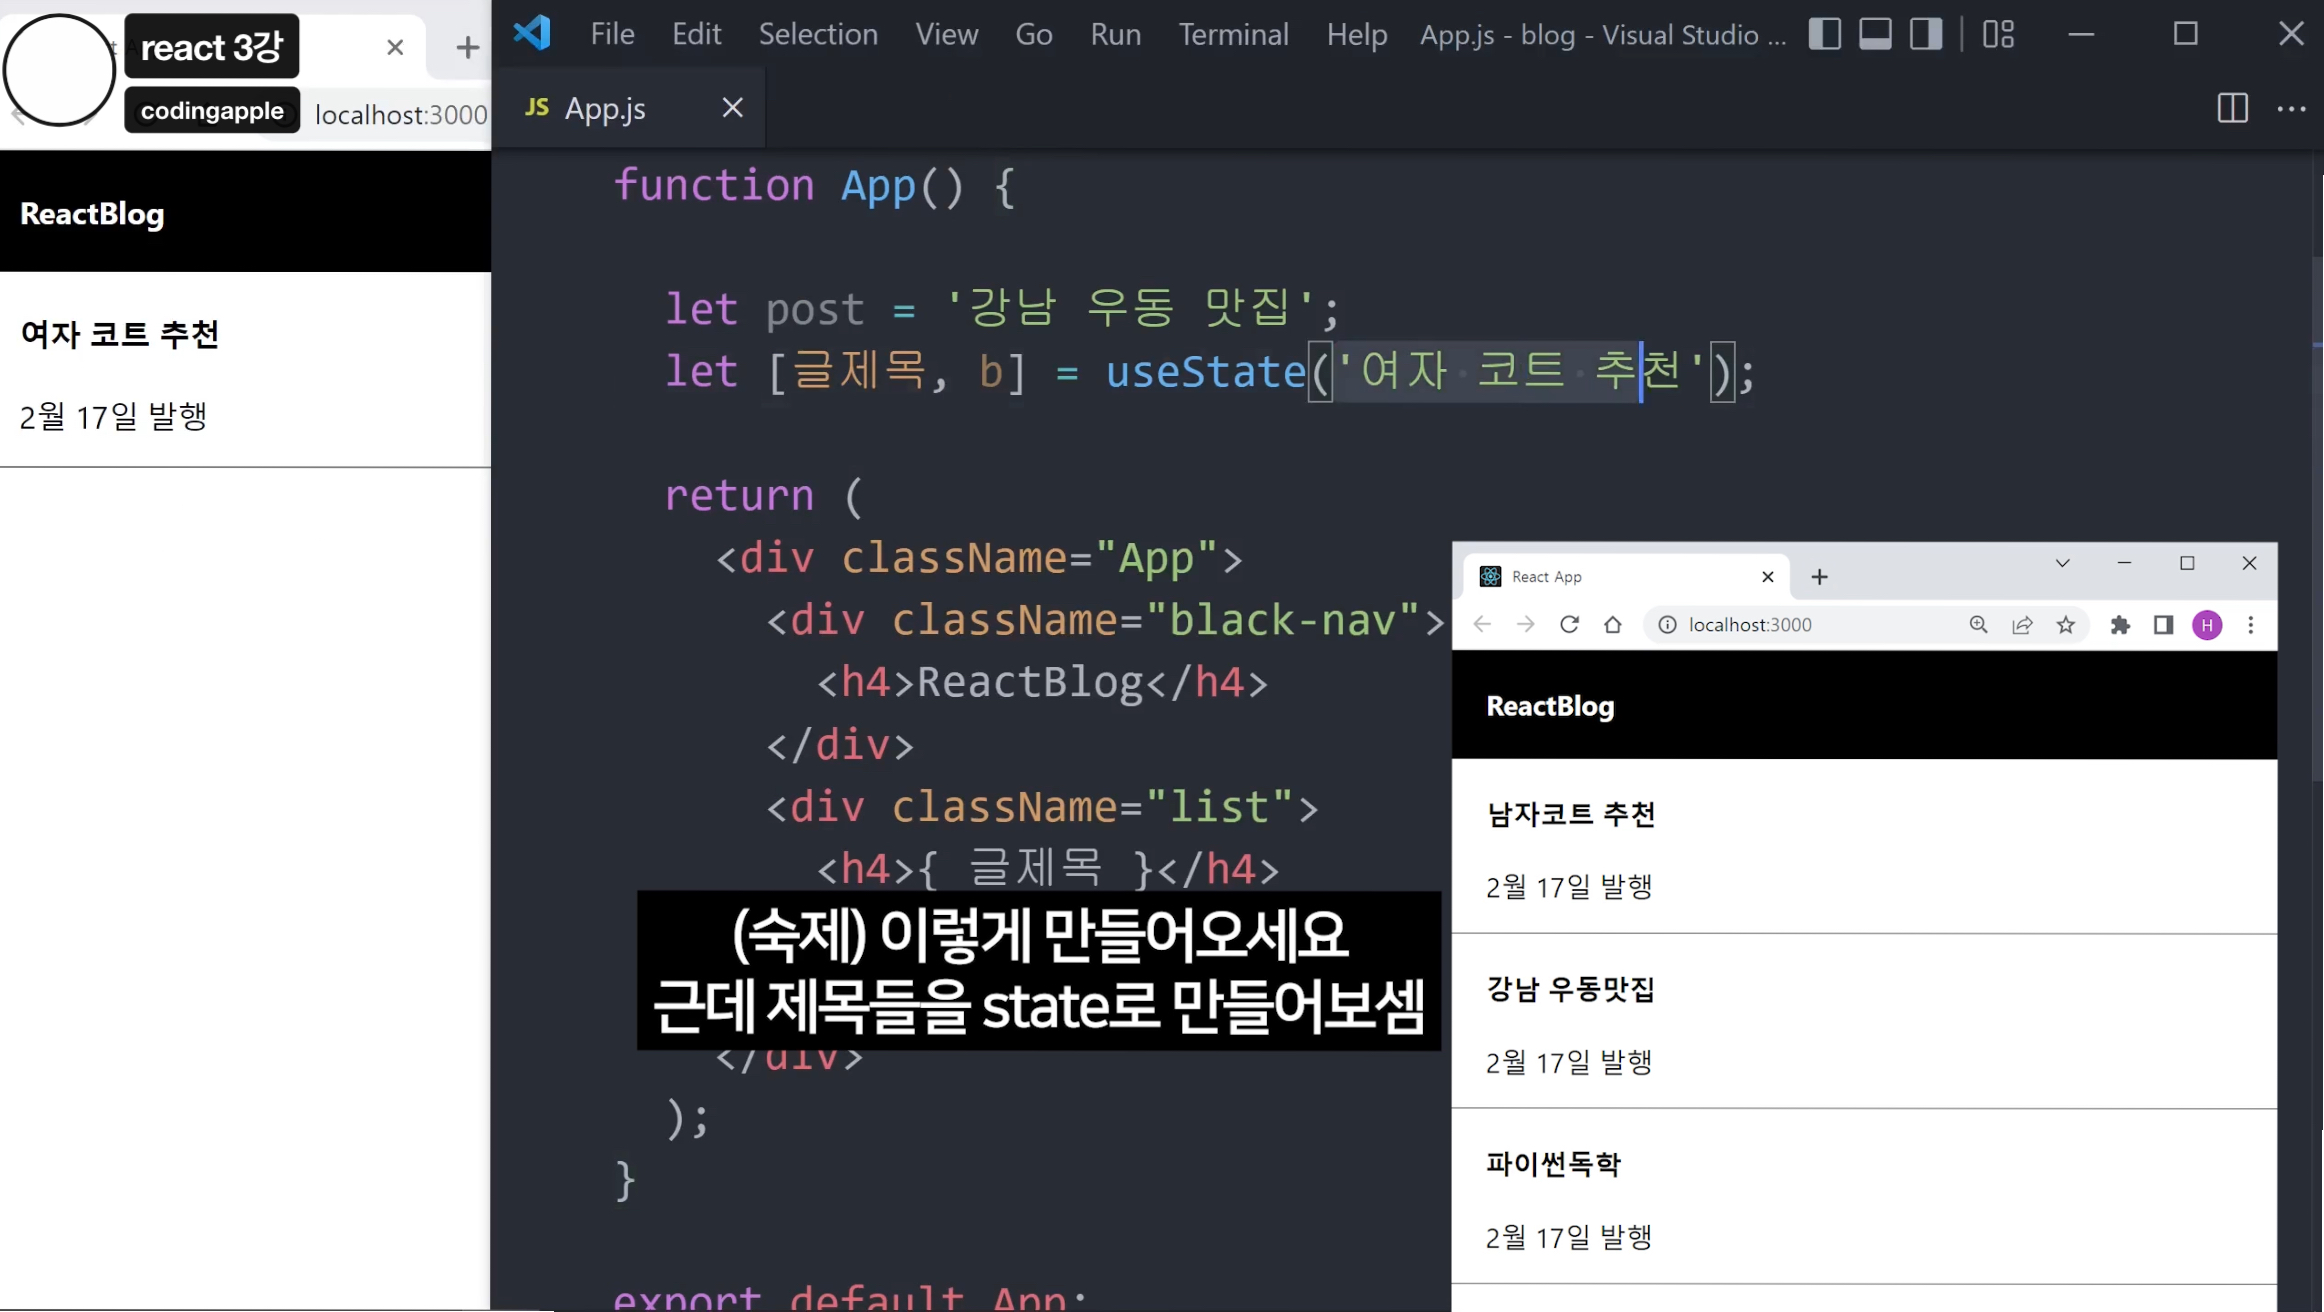 react 3강
codingapple
localhost:3000
ReactBlog
여자 코트 추천
2월 17일 발행
File Edit Selection View Go Run Terminal Help App.js - blog - Visual Studio ...
JS App.js
function App() {
let post = '강남 우동 맛집';
let [글제목, b] = useState('여자 코트 추천');
return (
<div className="App">
<div className="black-nav">
<h4>ReactBlog</h4>
</div>
<div className="list">
<h4>{ 글제목 }</h4>
(숙제) 이렇게 만들어오세요
근데 제목들을 state로 만들어보셈
</div>
);
}
export default App;
React App
localhost:3000
H
ReactBlog
남자코트 추천
2월 17일 발행
강남 우동맛집
2월 17일 발행
파이썬독학
2월 17일 발행